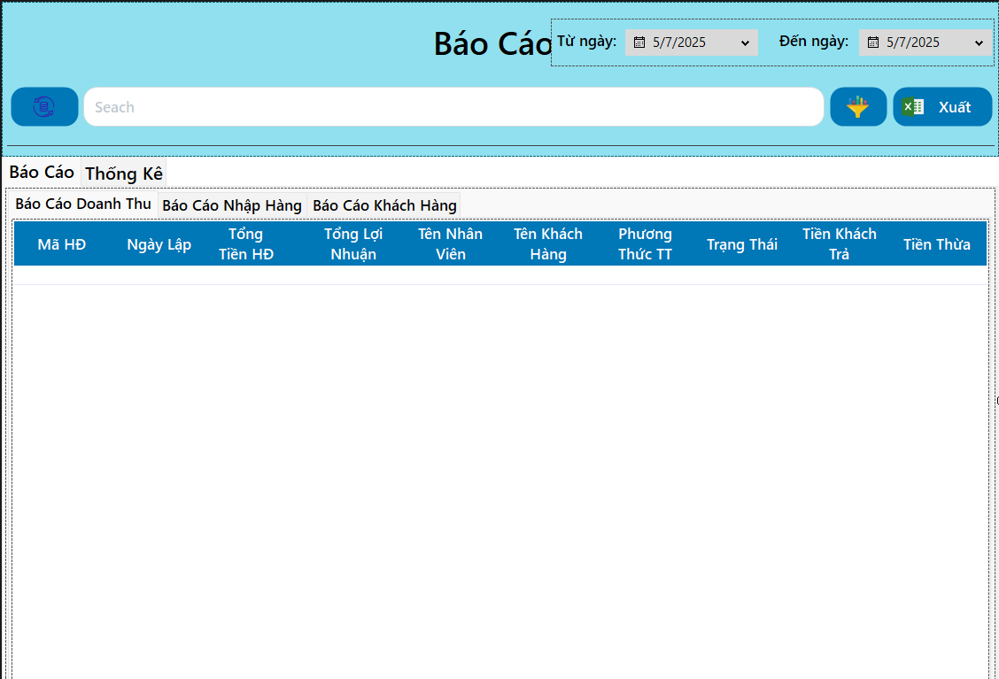 Báo Cáo
Từ ngày:
5/7/2025
Đến ngày:
5/7/2025
Seach
Xuất
Báo Cáo
Thống Kê
Báo Cáo Doanh Thu
Báo Cáo Nhập Hàng
Báo Cáo Khách Hàng
Mã HĐ
Ngày Lập
Tổng
Tiền HĐ
Tổng Lợi
Nhuận
Tên Nhân
Viên
Tên Khách
Hàng
Phương
Thức TT
Trạng Thái
Tiền Khách
Trả
Tiền Thừa